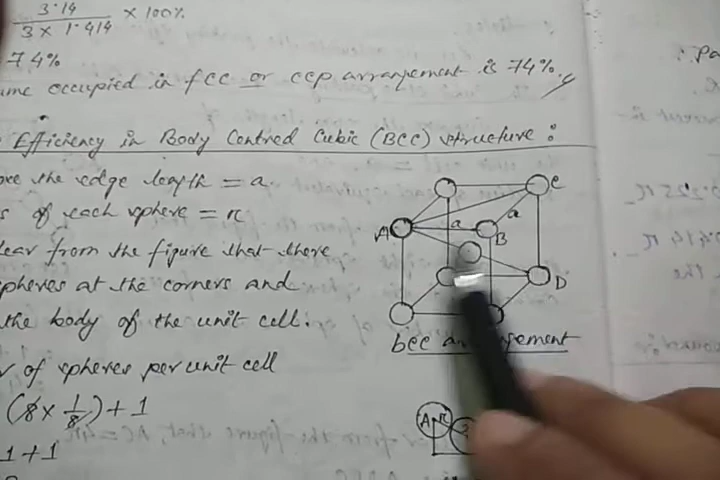 3.14
3 × 1.414
× 100%
74%
ume occupied in fcc or ccp arrangement is 74%.
Efficiency in Body Centred Cubic (BCC) structure :
the edge length = a
of each sphere = r
lear from the figure that there
pheres at the corners and
the body of the unit cell.
of spheres per unit cell
(8 × 1/8) + 1
1 + 1
A
B
C
D
a
a
bcc
A